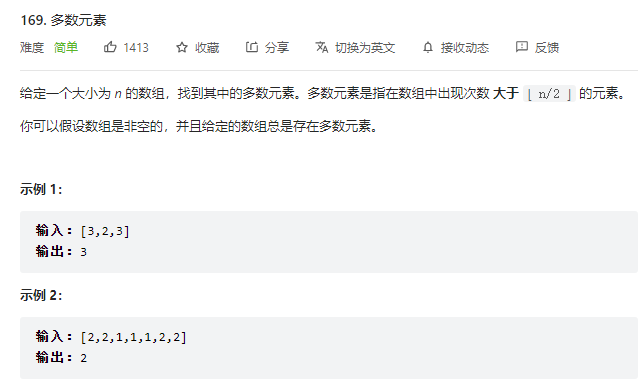 169. 多数元素
难度 简单 1413 收藏 分享 切换为英文 接收动态 反馈
给定一个大小为 n 的数组，找到其中的多数元素。多数元素是指在数组中出现次数 大于 ⌊ n/2 ⌋ 的元素。
你可以假设数组是非空的，并且给定的数组总是存在多数元素。
示例 1：
输入：[3,2,3]
输出：3
示例 2：
输入：[2,2,1,1,1,2,2]
输出：2